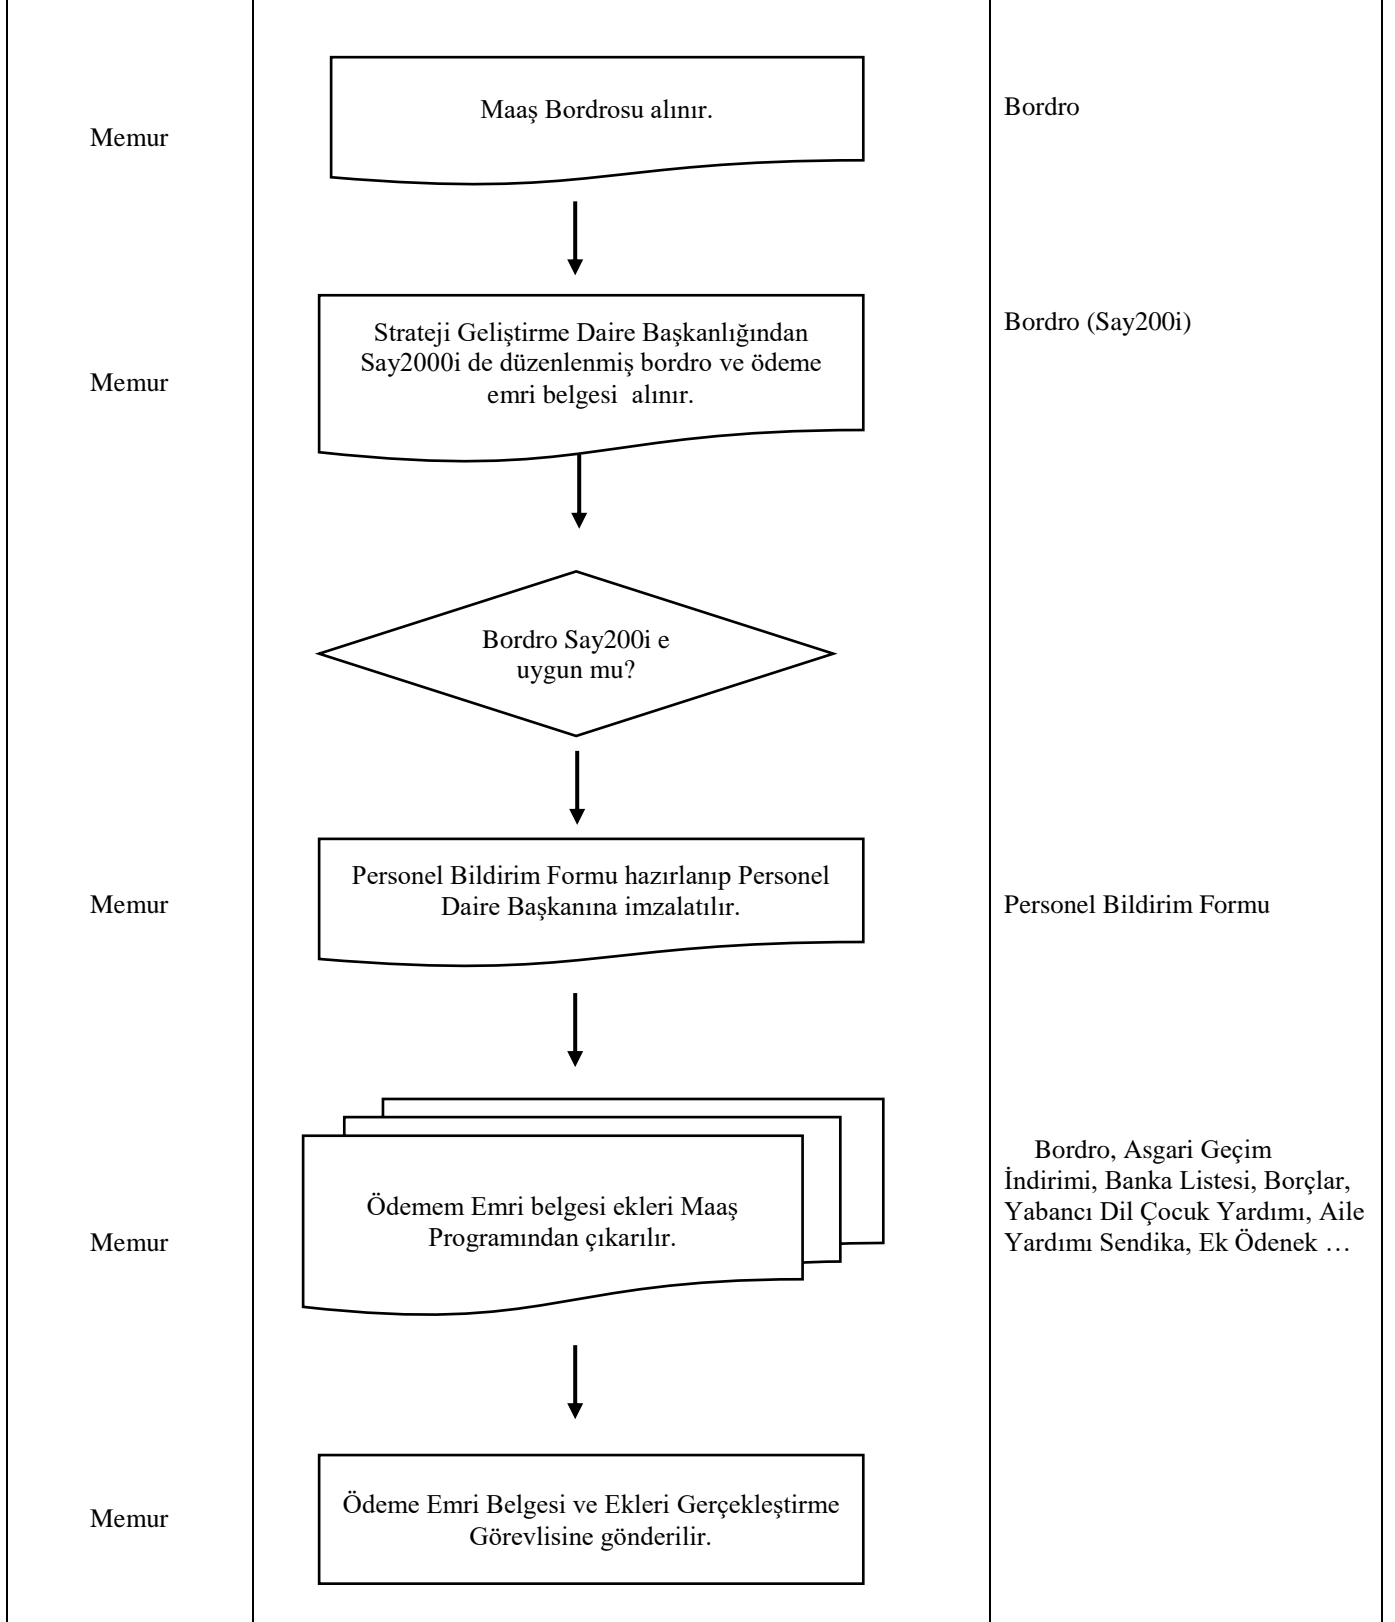 Maaş Bordrosu alınır.
Bordro
Memur
Strateji Geliştirme Daire Başkanlığından
Say2000i de düzenlenmiş bordro ve ödeme
emri belgesi  alınır.
Bordro (Say200i)
Memur
Bordro Say200i e
uygun mu?
Personel Bildirim Formu hazırlanıp Personel
Daire Başkanına imzalatılır.
Memur
Personel Bildirim Formu
Ödemem Emri belgesi ekleri Maaş
Programından çıkarılır.
Memur
Bordro, Asgari Geçim
İndirimi, Banka Listesi, Borçlar,
Yabancı Dil Çocuk Yardımı, Aile
Yardımı Sendika, Ek Ödenek …
Ödeme Emri Belgesi ve Ekleri Gerçekleştirme
Görevlisine gönderilir.
Memur